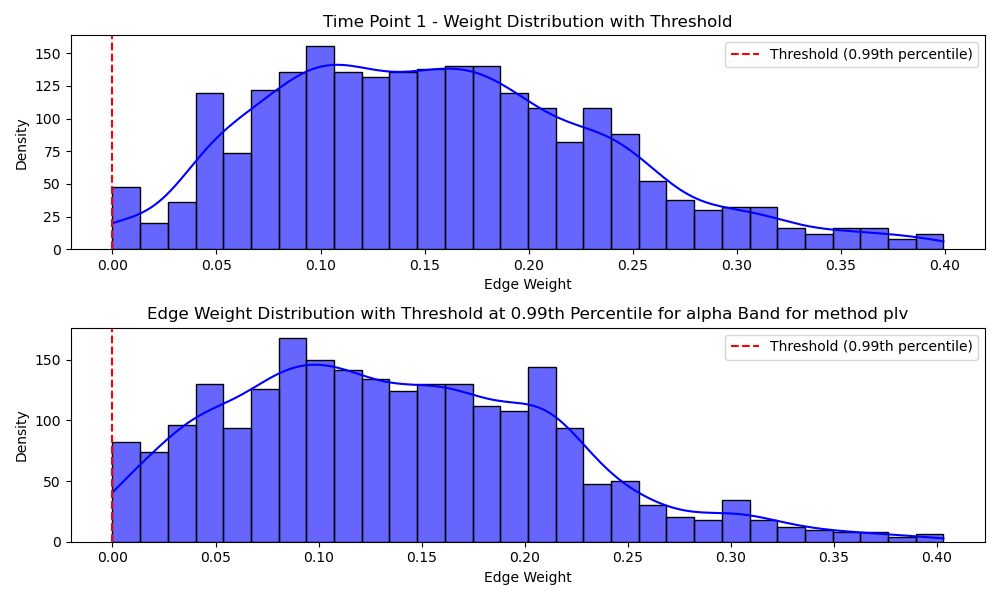 Time Point 1 - Weight Distribution with Threshold
Threshold (0.99th percentile)
Density
150
125
100
75
50
25
0
0.00 0.05 0.10 0.15 0.20 0.25 0.30 0.35 0.40
Edge Weight
Edge Weight Distribution with Threshold at 0.99th Percentile for alpha Band for method plv
Threshold (0.99th percentile)
Density
150
100
50
0
0.00 0.05 0.10 0.15 0.20 0.25 0.30 0.35 0.40
Edge Weight